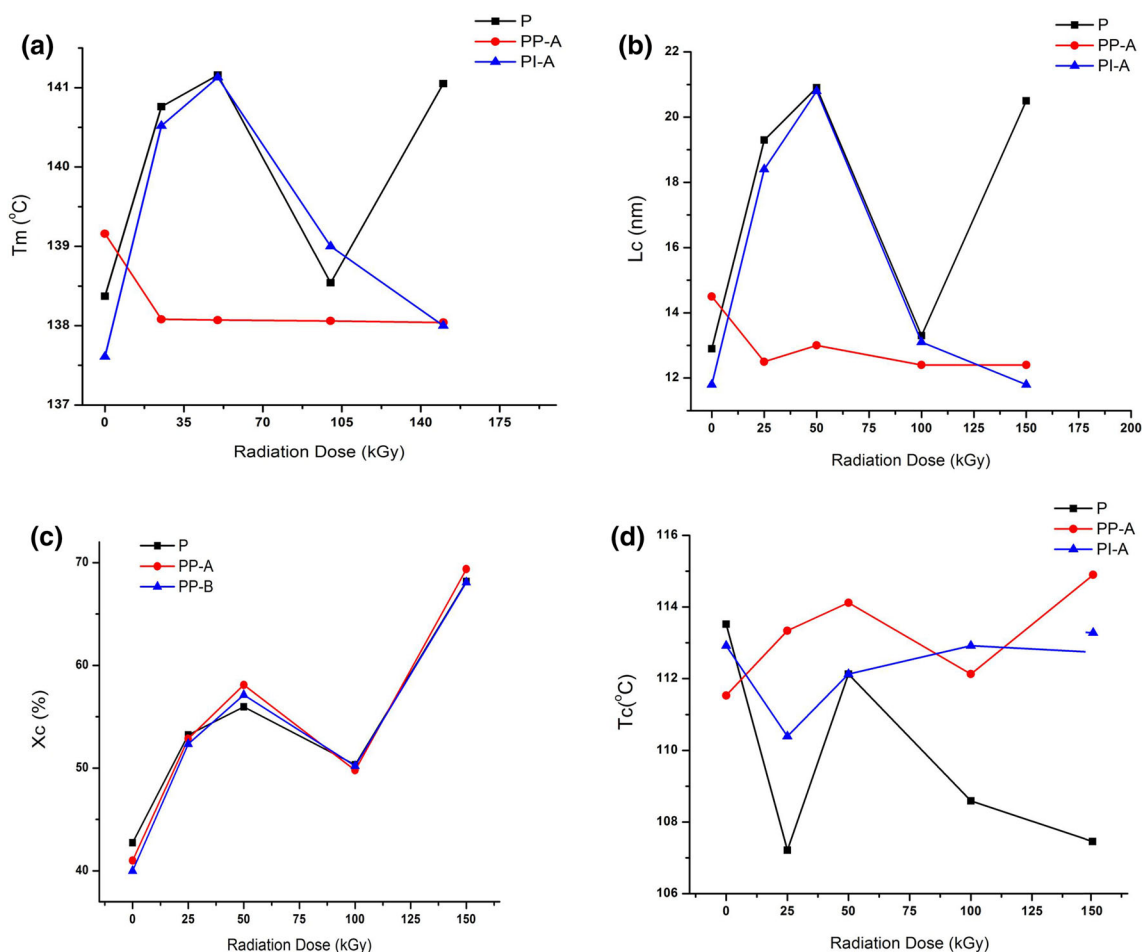 (a)
P
PP-A
PI-A
141
140
139
138
137
Tm (°C)
0 35 70 105 140 175
Radiation Dose (kGy)
(b)
P
PP-A
PI-A
22
20
18
16
14
12
Lc (nm)
0 25 50 75 100 125 150 175 200
Radiation Dose (kGy)
(c)
P
PP-A
PP-B
70
60
50
40
Xc (%)
0 25 50 75 100 125 150
Radiation Dose (kGy)
(d)
P
PP-A
PI-A
116
114
112
110
108
106
Tc(°C)
0 25 50 75 100 125 150
Radiation Dose (kGy)